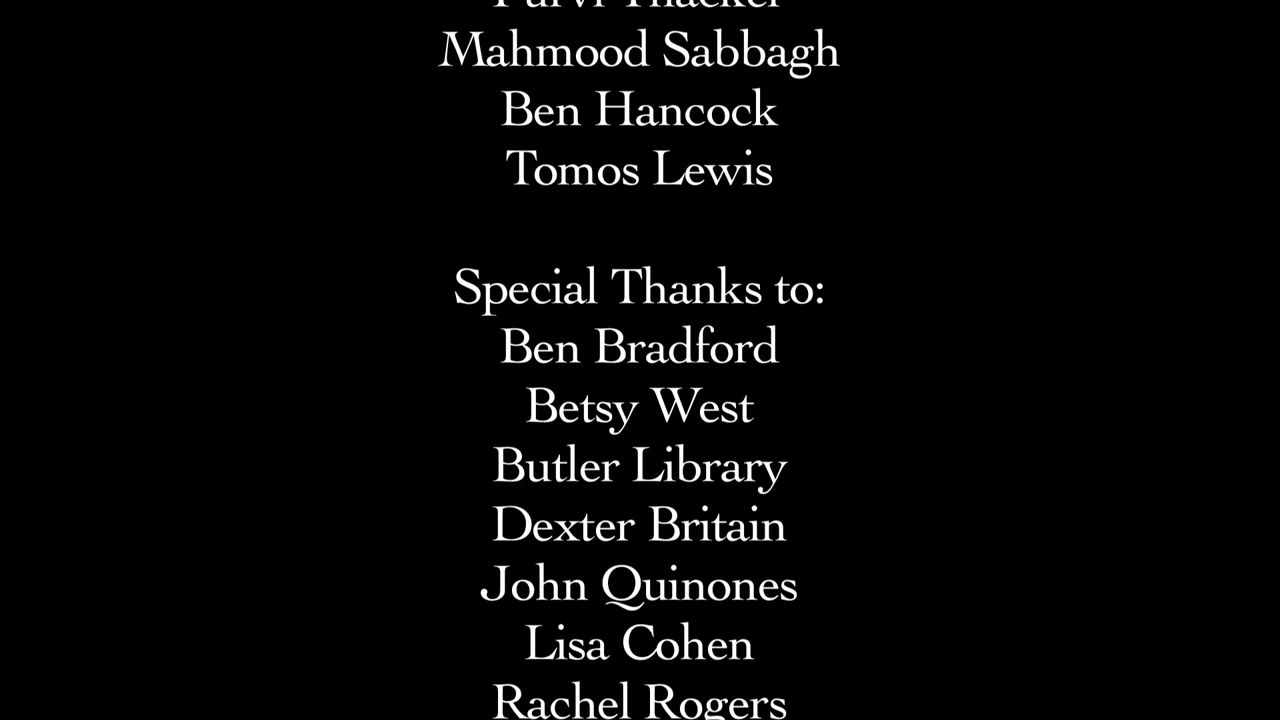 Mahmood Sabbagh
Ben Hancock
Tomos Lewis
Special Thanks to:
Ben Bradford
Betsy West
Butler Library
Dexter Britain
John Quinones
Lisa Cohen
Rachel Rogers